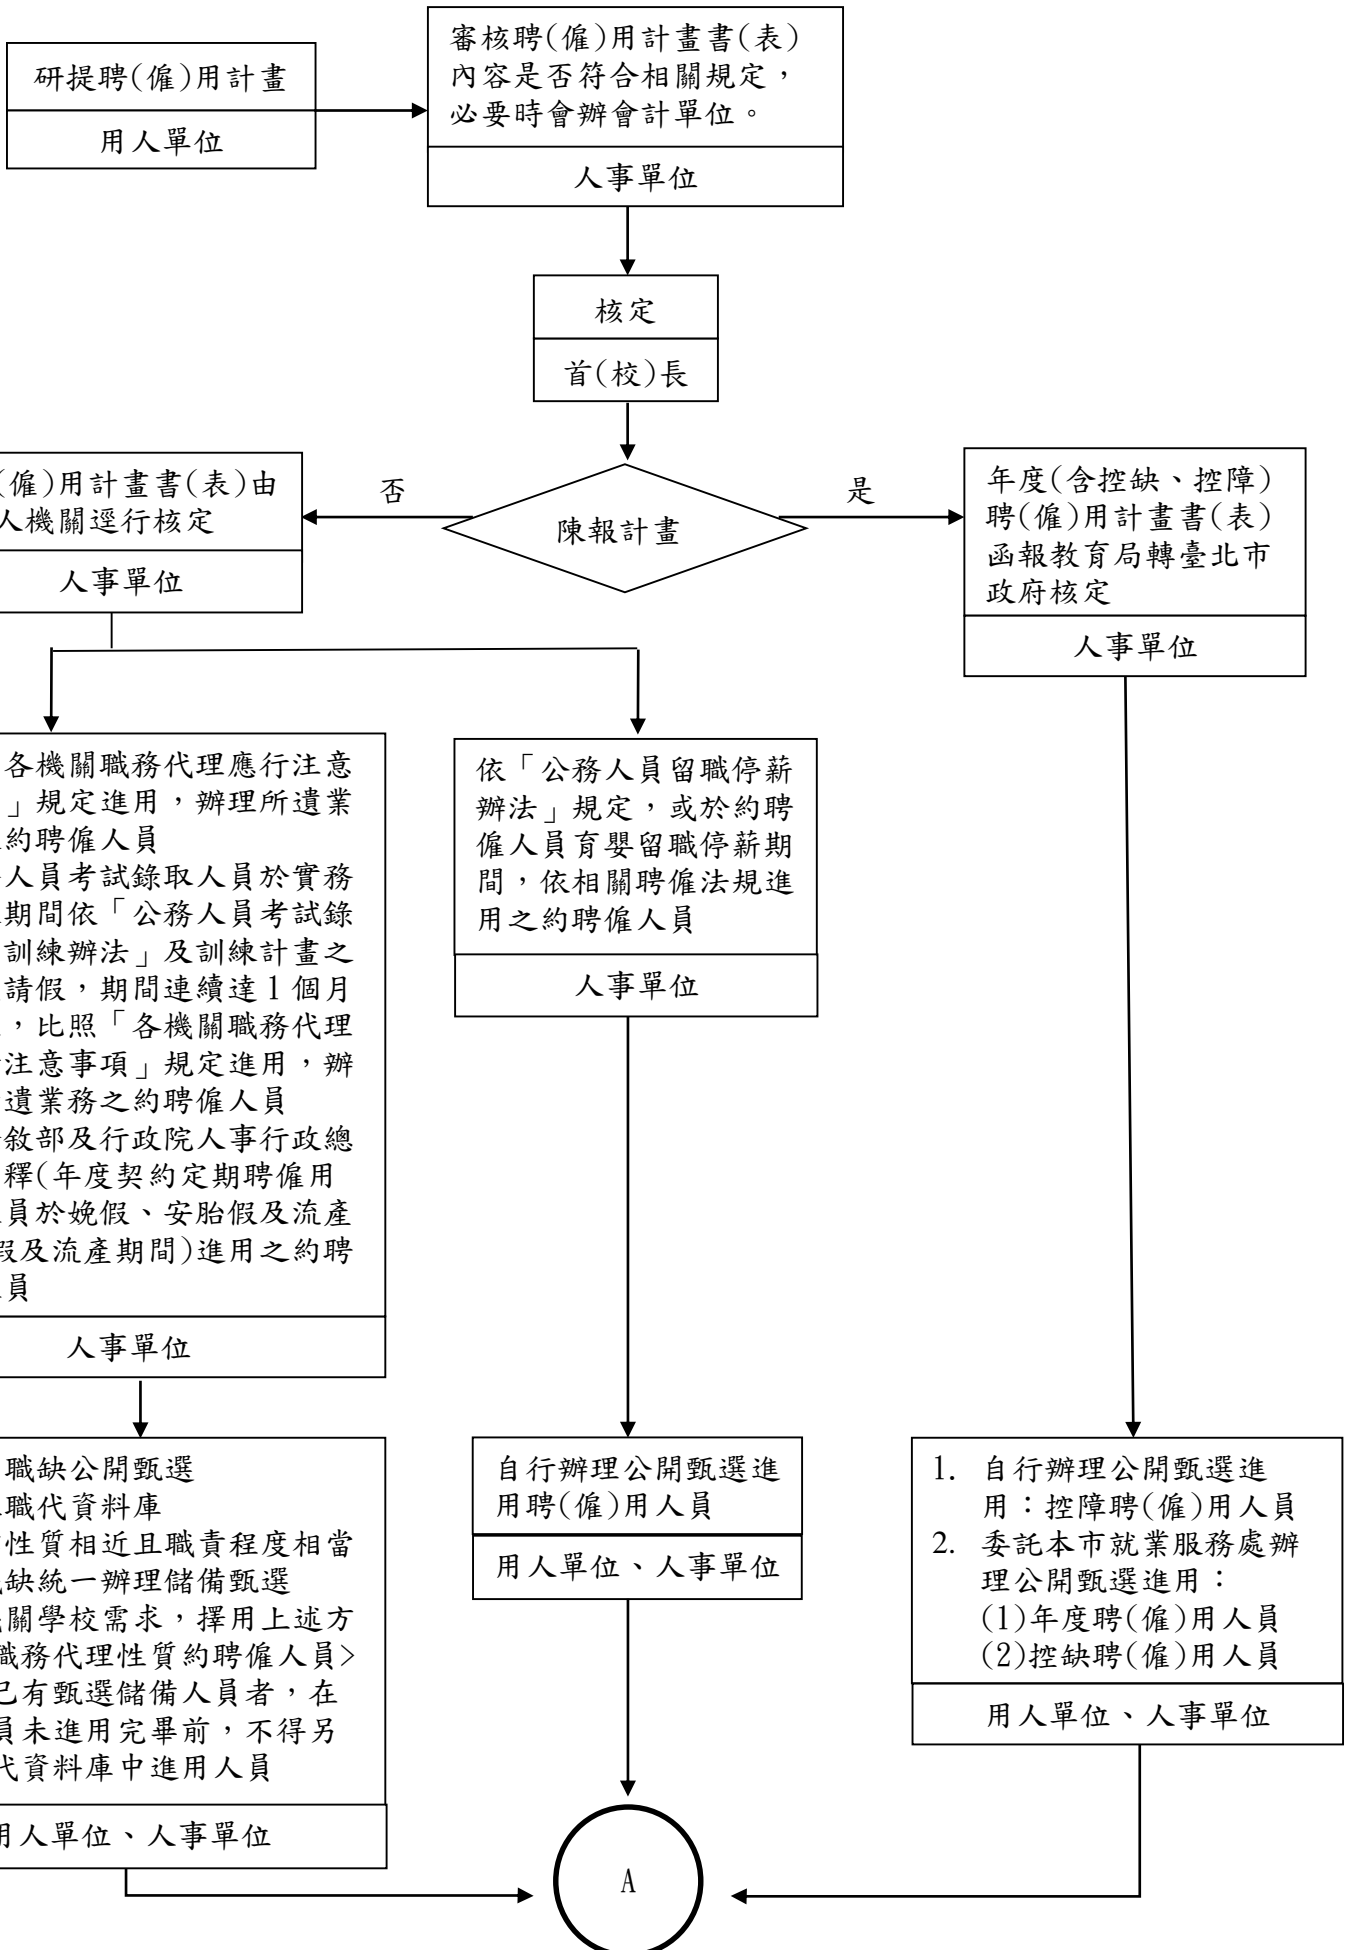 研提聘(僱)用計畫
用人單位
審核聘(僱)用計畫書(表)
內容是否符合相關規定，
必要時會辦會計單位。
人事單位
核定
首(校)長
陳報計畫
否
是
(僱)用計畫書(表)由
人機關逕行核定
人事單位
年度(含控缺、控障)
聘(僱)用計畫書(表)
函報教育局轉臺北市
政府核定
人事單位
各機關職務代理應行注意
」規定進用，辦理所遺業
約聘僱人員
人員考試錄取人員於實務
期間依「公務人員考試錄
訓練辦法」及訓練計畫之
請假，期間連續達1個月
，比照「各機關職務代理
注意事項」規定進用，辦
遺業務之約聘僱人員
敘部及行政院人事行政總
釋(年度契約定期聘僱用
員於娩假、安胎假及流產
假及流產期間)進用之約聘
員
人事單位
依「公務人員留職停薪
辦法」規定，或於約聘
僱人員育嬰留職停薪期
間，依相關聘僱法規進
用之約聘僱人員
人事單位
職缺公開甄選
職代資料庫
性質相近且職責程度相當
缺統一辦理儲備甄選
關學校需求，擇用上述方
職務代理性質約聘僱人員>
已有甄選儲備人員者，在
員未進用完畢前，不得另
代資料庫中進用人員
用人單位、人事單位
自行辦理公開甄選進
用聘(僱)用人員
用人單位、人事單位
1. 自行辦理公開甄選進
用：控障聘(僱)用人員
2. 委託本市就業服務處辦
理公開甄選進用：
(1)年度聘(僱)用人員
(2)控缺聘(僱)用人員
用人單位、人事單位
A